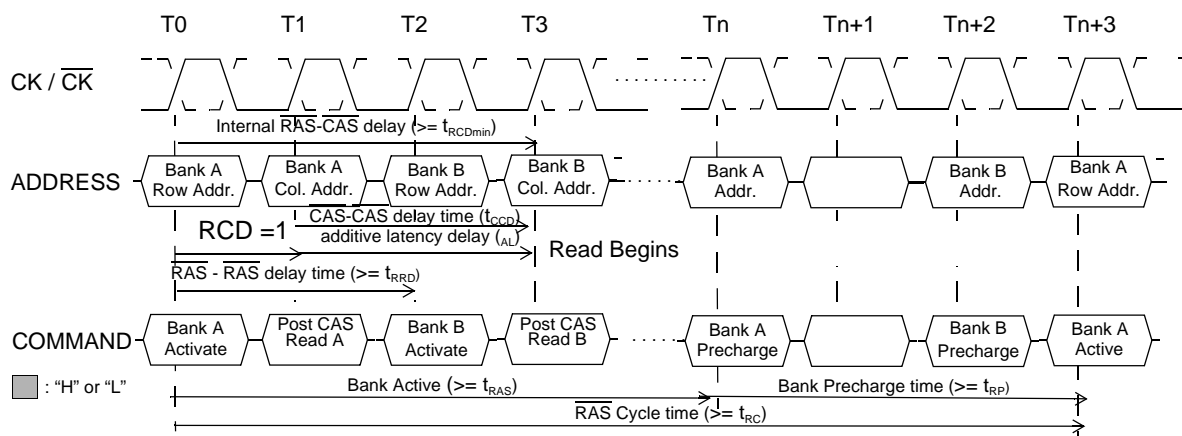 T0 T1 T2 T3 Tn Tn+1 Tn+2 Tn+3
CK / CK
Internal RAS-CAS delay (>= tRCDmin)
ADDRESS
Bank A Row Addr.
Bank A Col. Addr.
Bank B Row Addr.
Bank B Col. Addr.
Bank A Addr.
Bank B Addr.
Bank A Row Addr.
CAS-CAS delay time (tCCD)
RCD =1
additive latency delay (AL)
Read Begins
RAS - RAS delay time (>= tRRD)
COMMAND
Bank A Activate
Post CAS Read A
Bank B Activate
Post CAS Read B
Bank A Precharge
Bank B Precharge
Bank A Active
: “H” or “L”
Bank Active (>= tRAS)
Bank Precharge time (>= tRP)
RAS Cycle time (>= tRC)